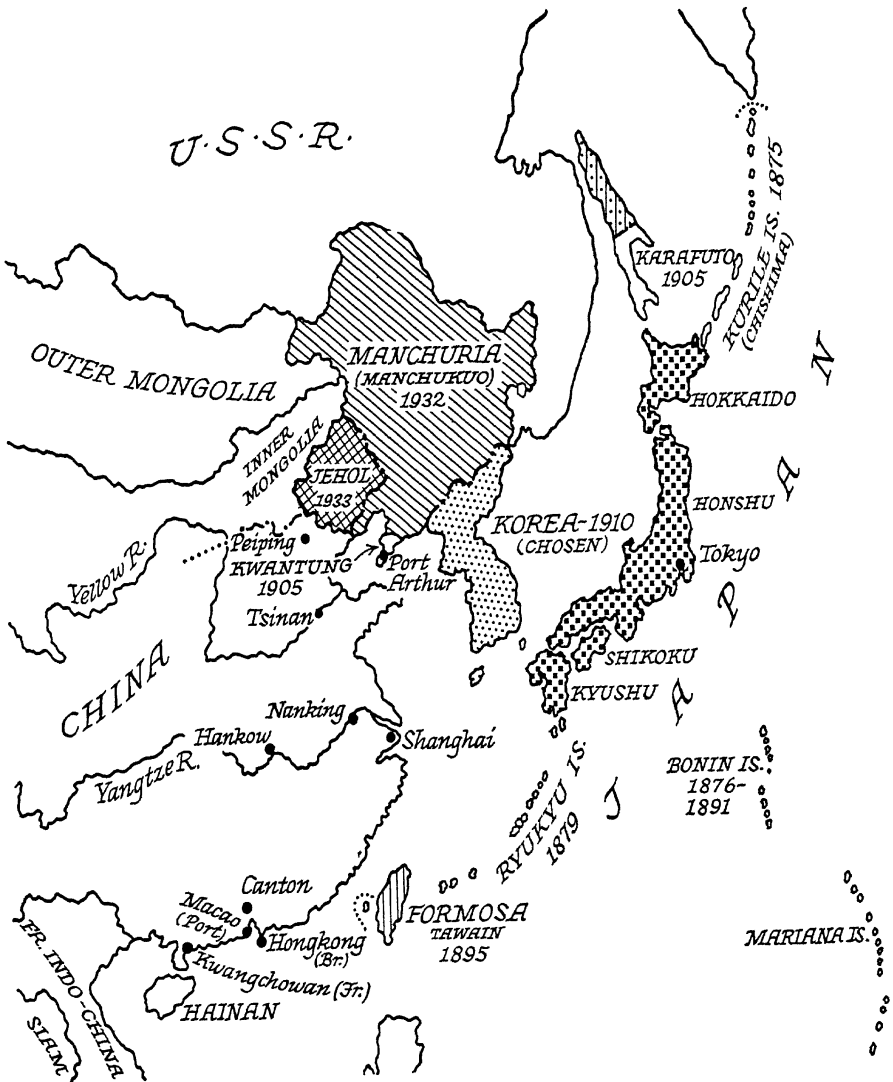 U.S.S.R.
KURILE IS. 1875
(CHISHIMA)
KARAFUTO
1905
OUTER MONGOLIA
MANCHURIA
(MANCHUKUO)
1932
HOKKAIDO
INNER
MONGOLIA
JEHOL
1933
JAPAN
HONSHU
KOREA-1910
(CHOSEN)
Tokyo
Yellow R.
Peiping
KWANTUNG
1905
Port
Arthur
Tsinan
SHIKOKU
KYUSHU
CHINA
Nanking
Hankow
Shanghai
Yangtze R.
BONIN IS.
1876-
1891
RYUKYU IS.
1879
Canton
Macao
(Port)
Hongkong
(Br.)
FORMOSA
TAWAIN
1895
MARIANA IS.
Kwangchowan (Fr.)
HAINAN
FR. INDO-CHINA
SIAM